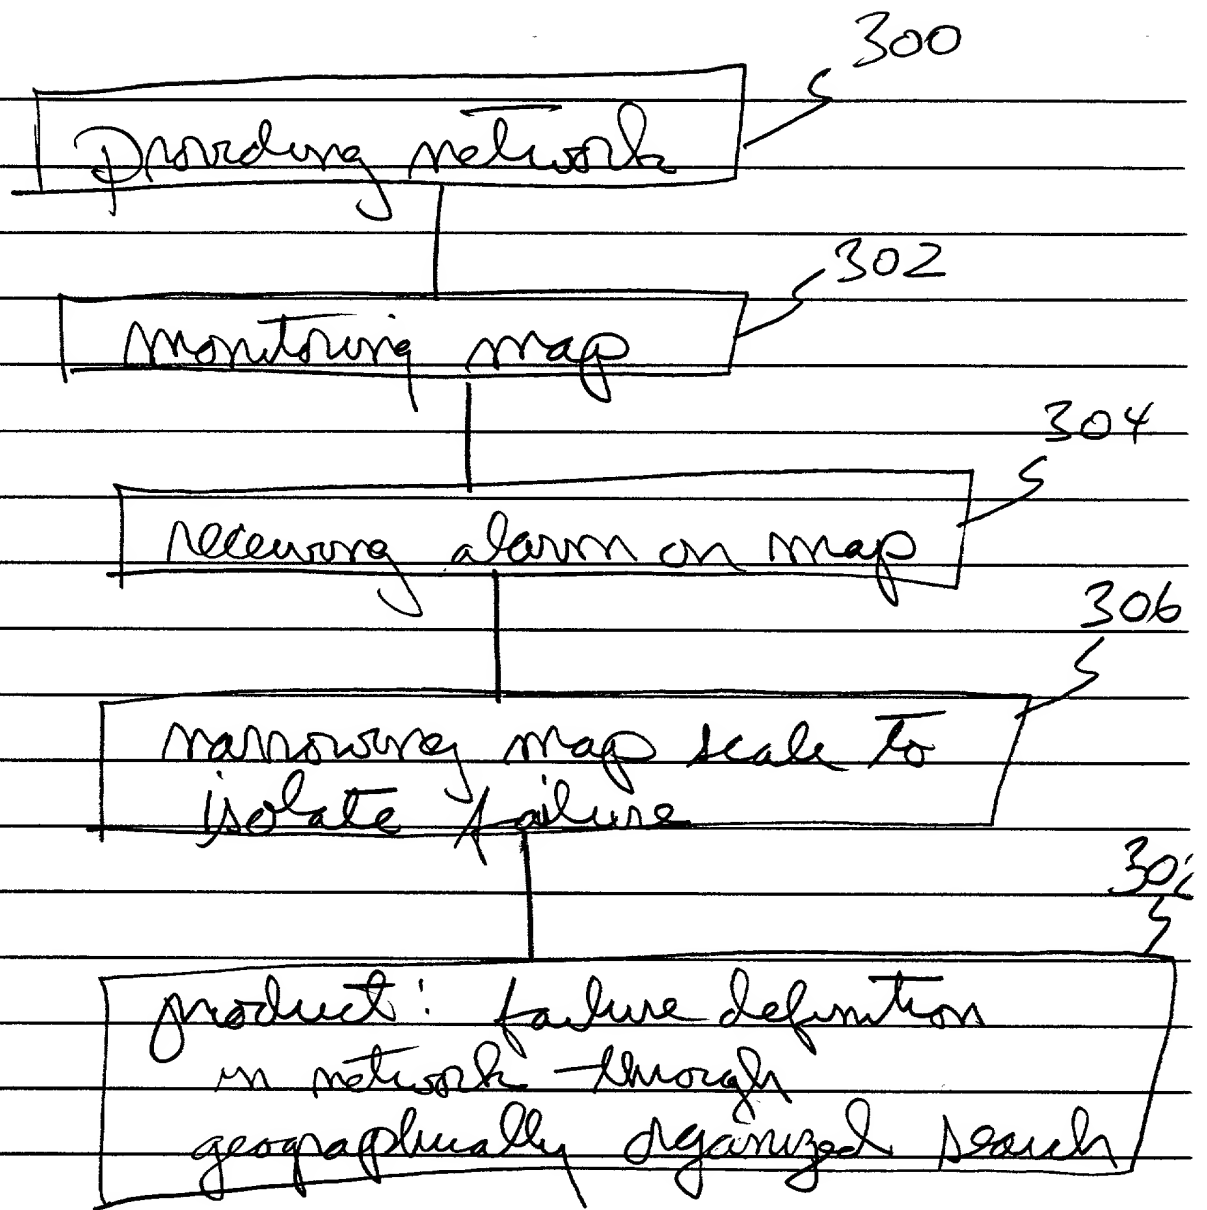 300
providing network
302
monitoring map
304
receiving alarm on map
306
narrowing map scale to
isolate failure
product: failure definition
in network through
geographically organized search